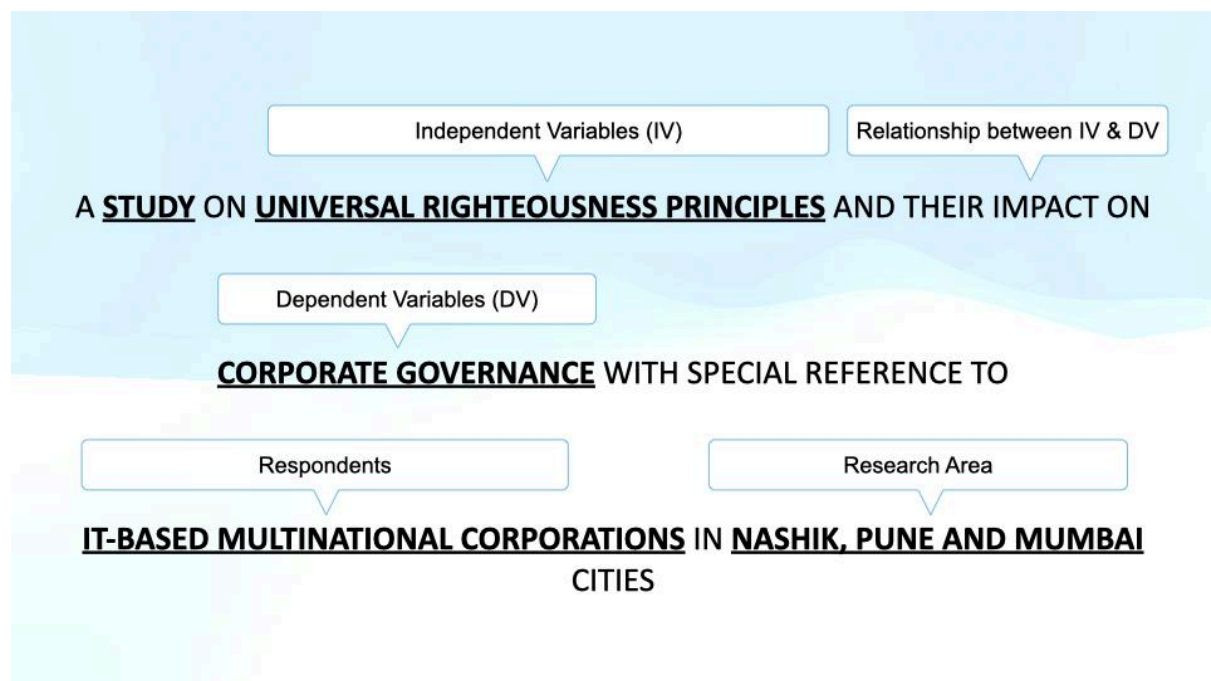 Independent Variables (IV)
Relationship between IV & DV
A STUDY ON UNIVERSAL RIGHTEOUSNESS PRINCIPLES AND THEIR IMPACT ON
Dependent Variables (DV)
CORPORATE GOVERNANCE WITH SPECIAL REFERENCE TO
Respondents
Research Area
IT-BASED MULTINATIONAL CORPORATIONS IN NASHIK, PUNE AND MUMBAI
CITIES